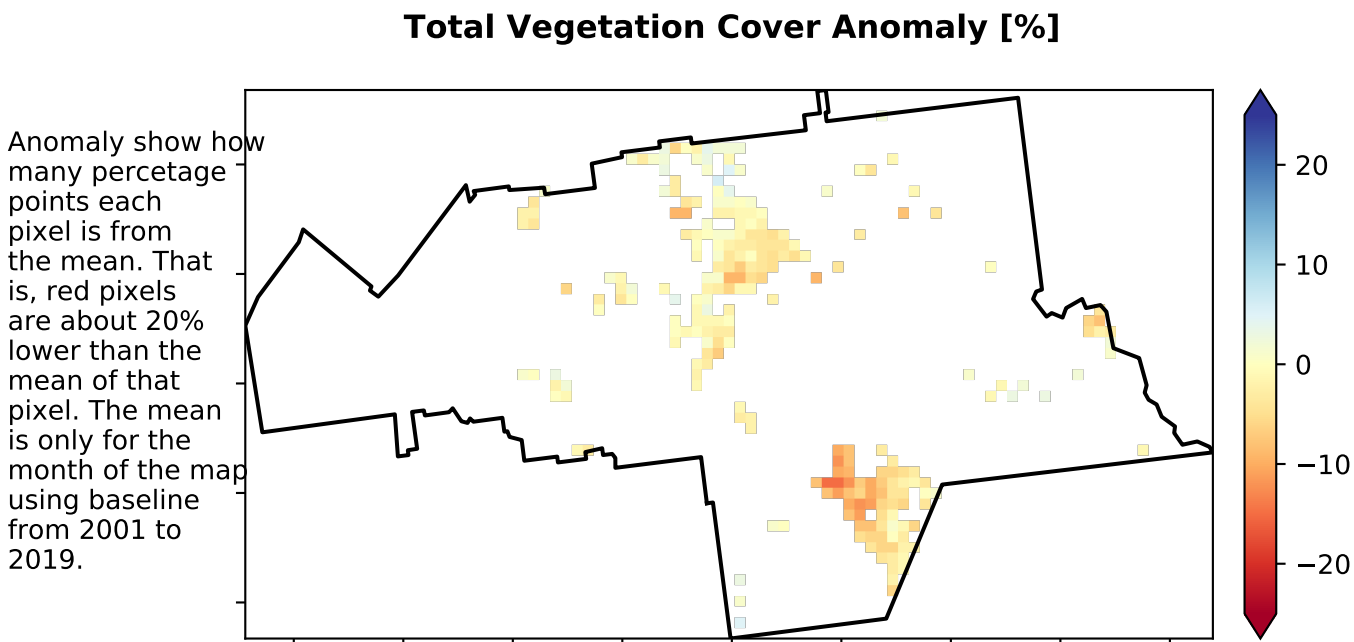 Total Vegetation Cover Anomaly [%]
Anomaly show how
many percetage
points each
pixel is from
the mean. That
is, red pixels
are about 20%
lower than the
mean of that
pixel. The mean
is only for the
month of the map
using baseline
from 2001 to
2019.
20
10
0
−10
−20